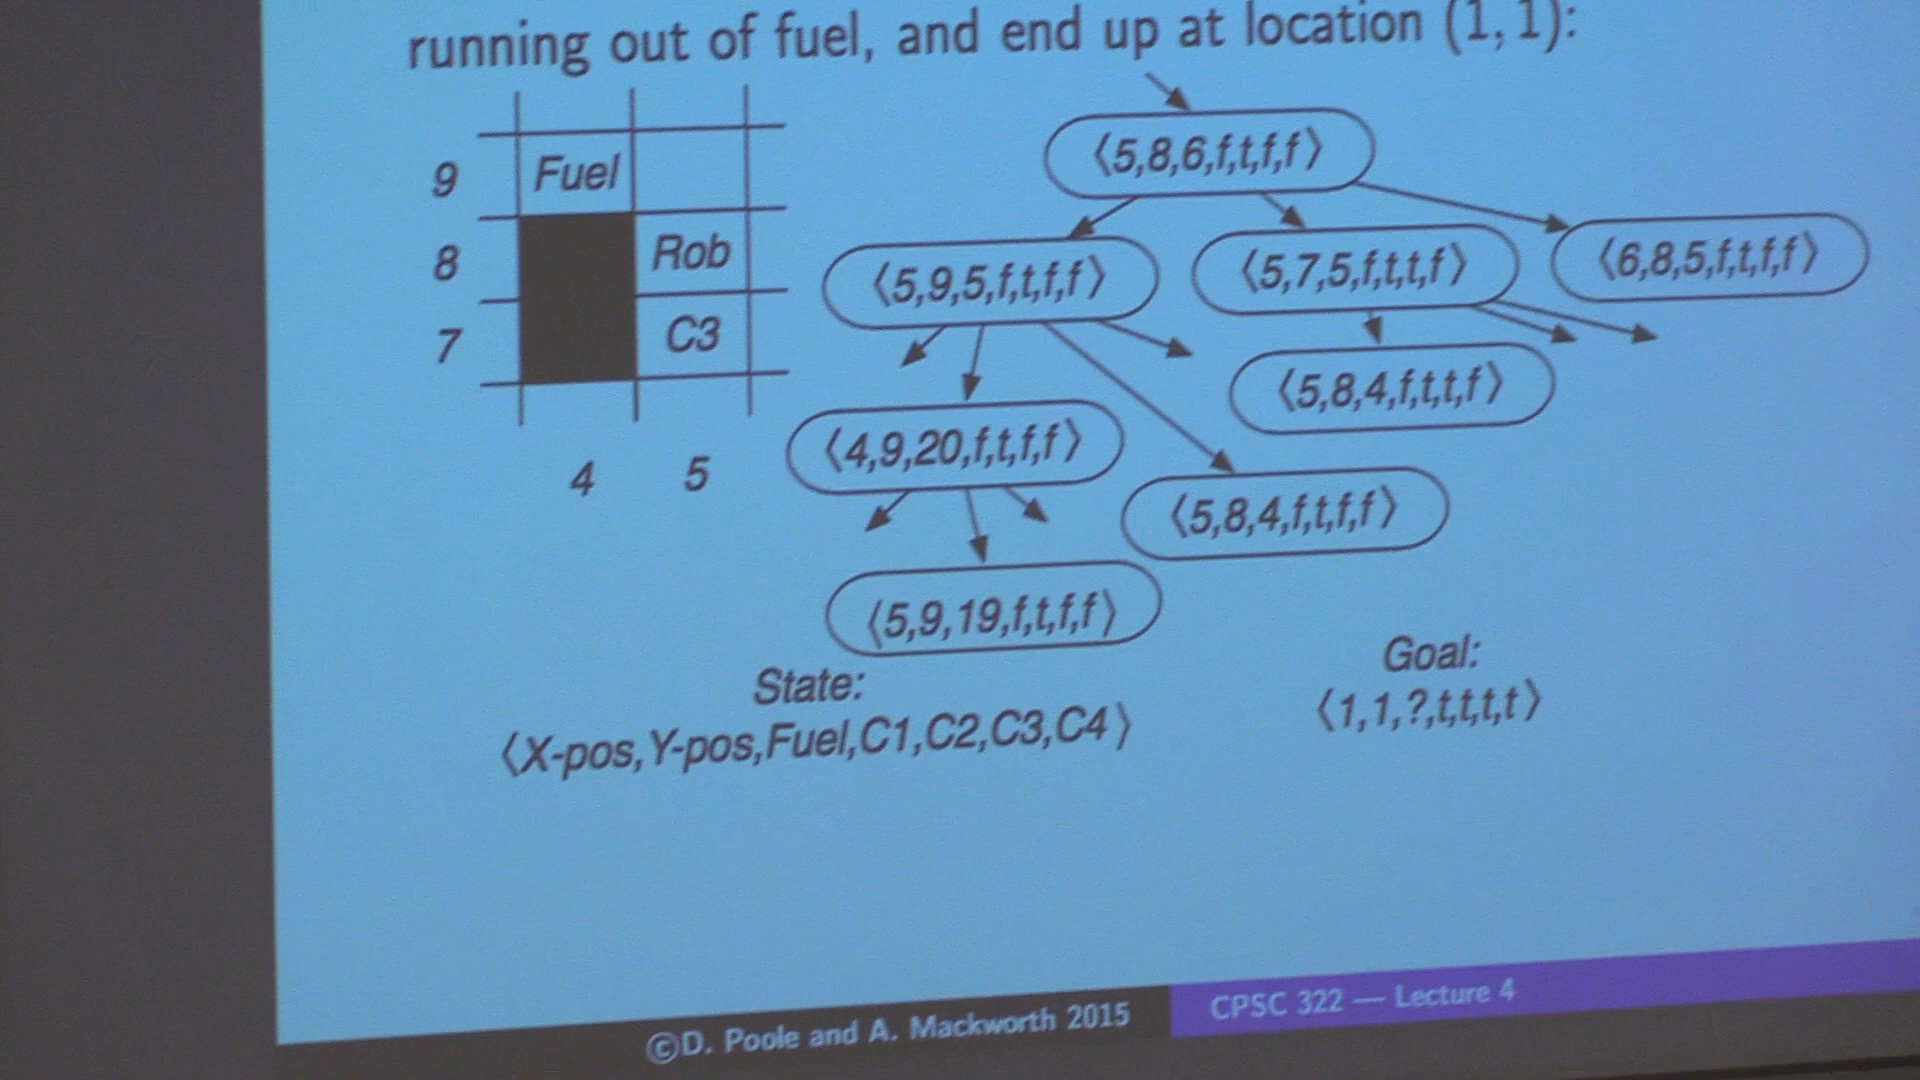 running out of fuel, and end up at location (1, 1):
9
Fuel
8
Rob
7
C3
4
5
⟨5,8,6,f,t,f,f⟩
⟨5,9,5,f,t,f,f⟩
⟨5,7,5,f,t,t,f⟩
⟨6,8,5,f,t,f,f⟩
⟨5,8,4,f,t,t,f⟩
⟨4,9,20,f,t,f,f⟩
⟨5,8,4,f,t,f,f⟩
⟨5,9,19,f,t,f,f⟩
State:
⟨X-pos,Y-pos,Fuel,C1,C2,C3,C4⟩
Goal:
⟨1,1,?,t,t,t,t⟩
©D. Poole and A. Mackworth 2015
CPSC 322 — Lecture 4